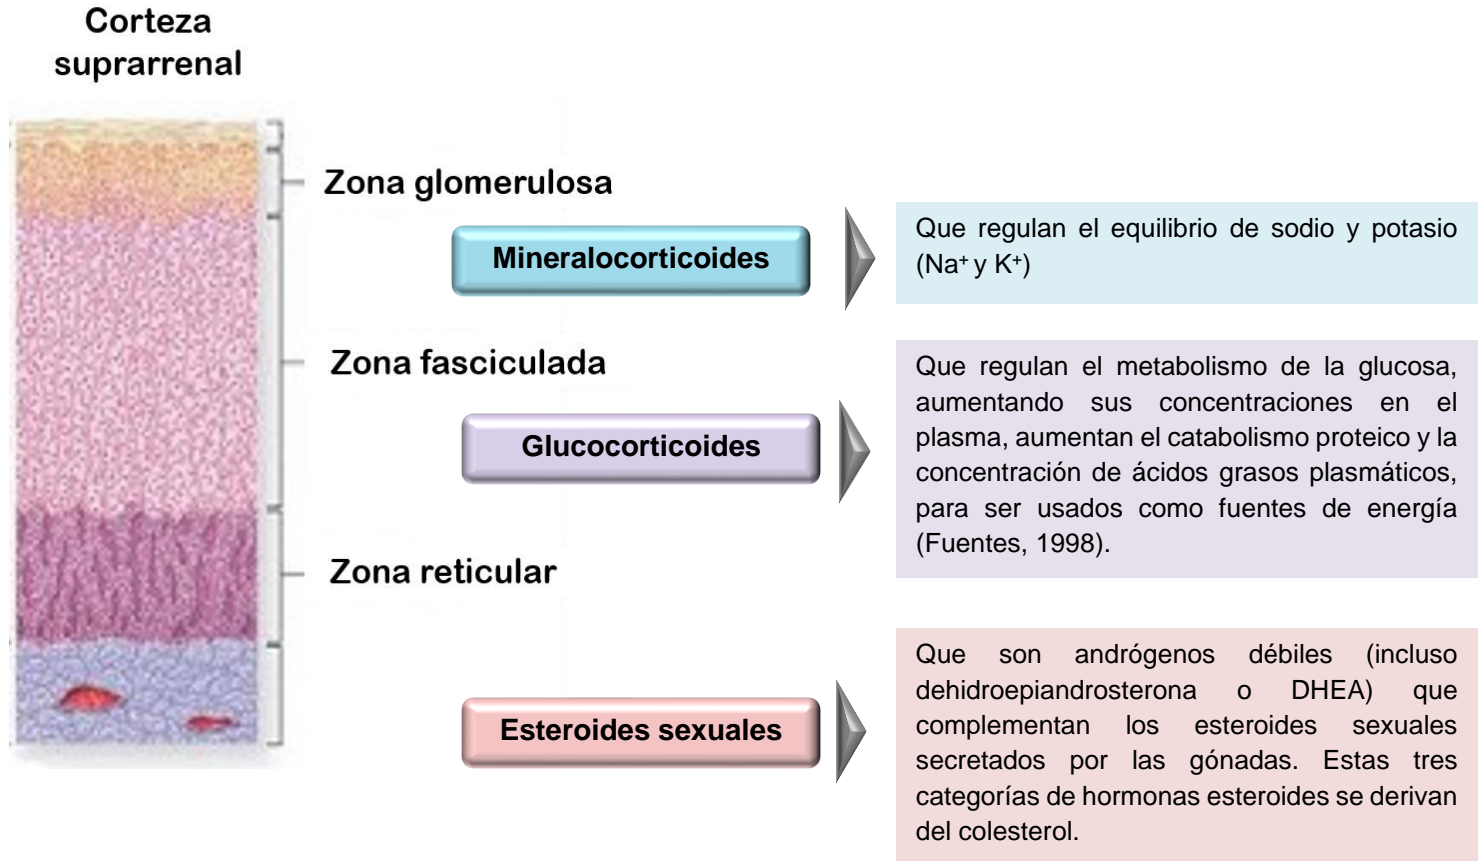 Corteza
suprarrenal
Zona glomerulosa
Mineralocorticoides
Que regulan el equilibrio de sodio y potasio
(Na⁺ y K⁺)
Zona fasciculada
Glucocorticoides
Que regulan el metabolismo de la glucosa,
aumentando sus concentraciones en el
plasma, aumentan el catabolismo proteico y la
concentración de ácidos grasos plasmáticos,
para ser usados como fuentes de energía
(Fuentes, 1998).
Zona reticular
Esteroides sexuales
Que son andrógenos débiles (incluso
dehidroepiandrosterona o DHEA) que
complementan los esteroides sexuales
secretados por las gónadas. Estas tres
categorías de hormonas esteroides se derivan
del colesterol.